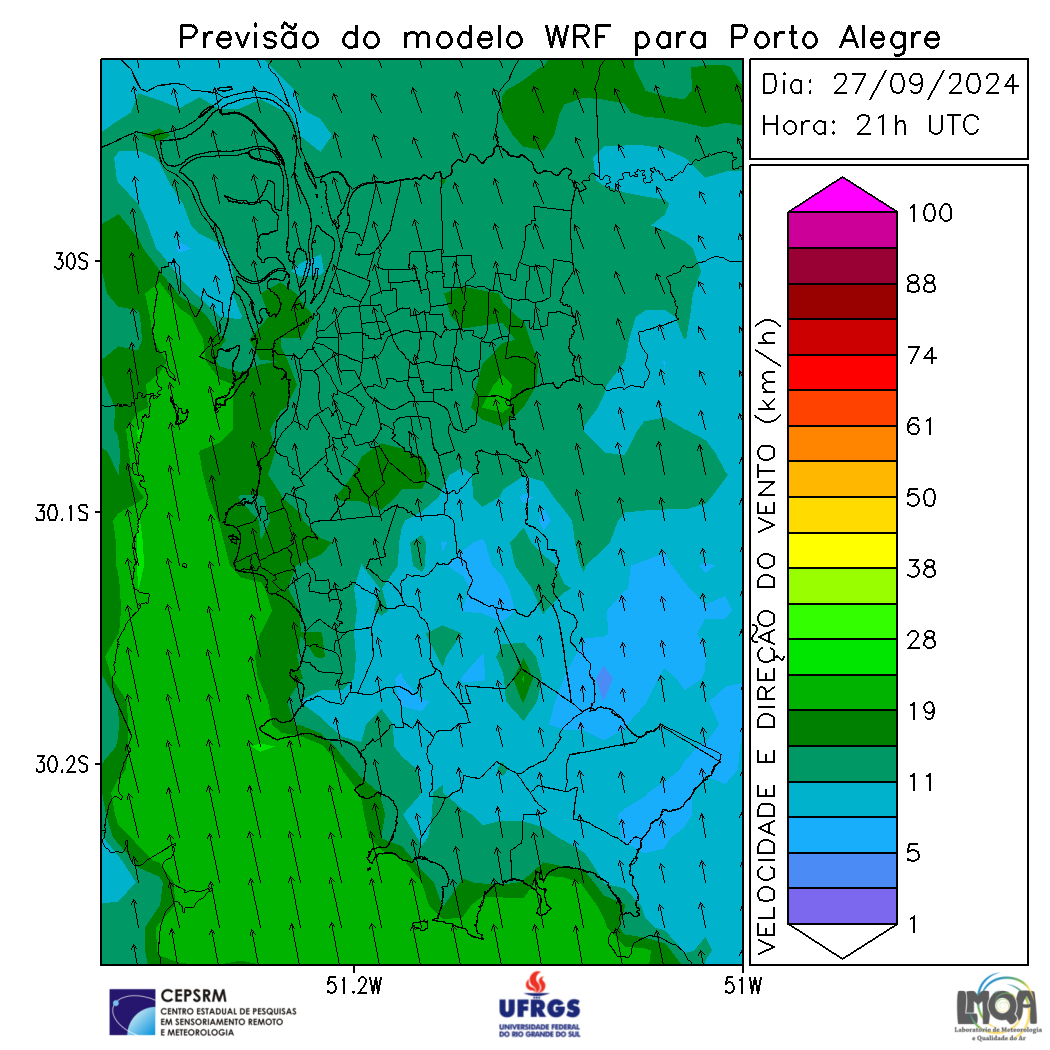 Previsão do modelo WRF para Porto Alegre
Dia: 27/09/2024
Hora: 21h UTC
30S
30.1S
30.2S
51.2W
51W
VELOCIDADE E DIREÇÃO DO VENTO (km/h)
100
88
74
61
50
38
28
19
11
5
1
CEPSRM
CENTRO ESTADUAL DE PESQUISAS
EM SENSORIAMENTO REMOTO
E METEOROLOGIA
UFRGS
UNIVERSIDADE FEDERAL
DO RIO GRANDE DO SUL
LMQA
Laboratório de Meteorologia
e Qualidade do Ar